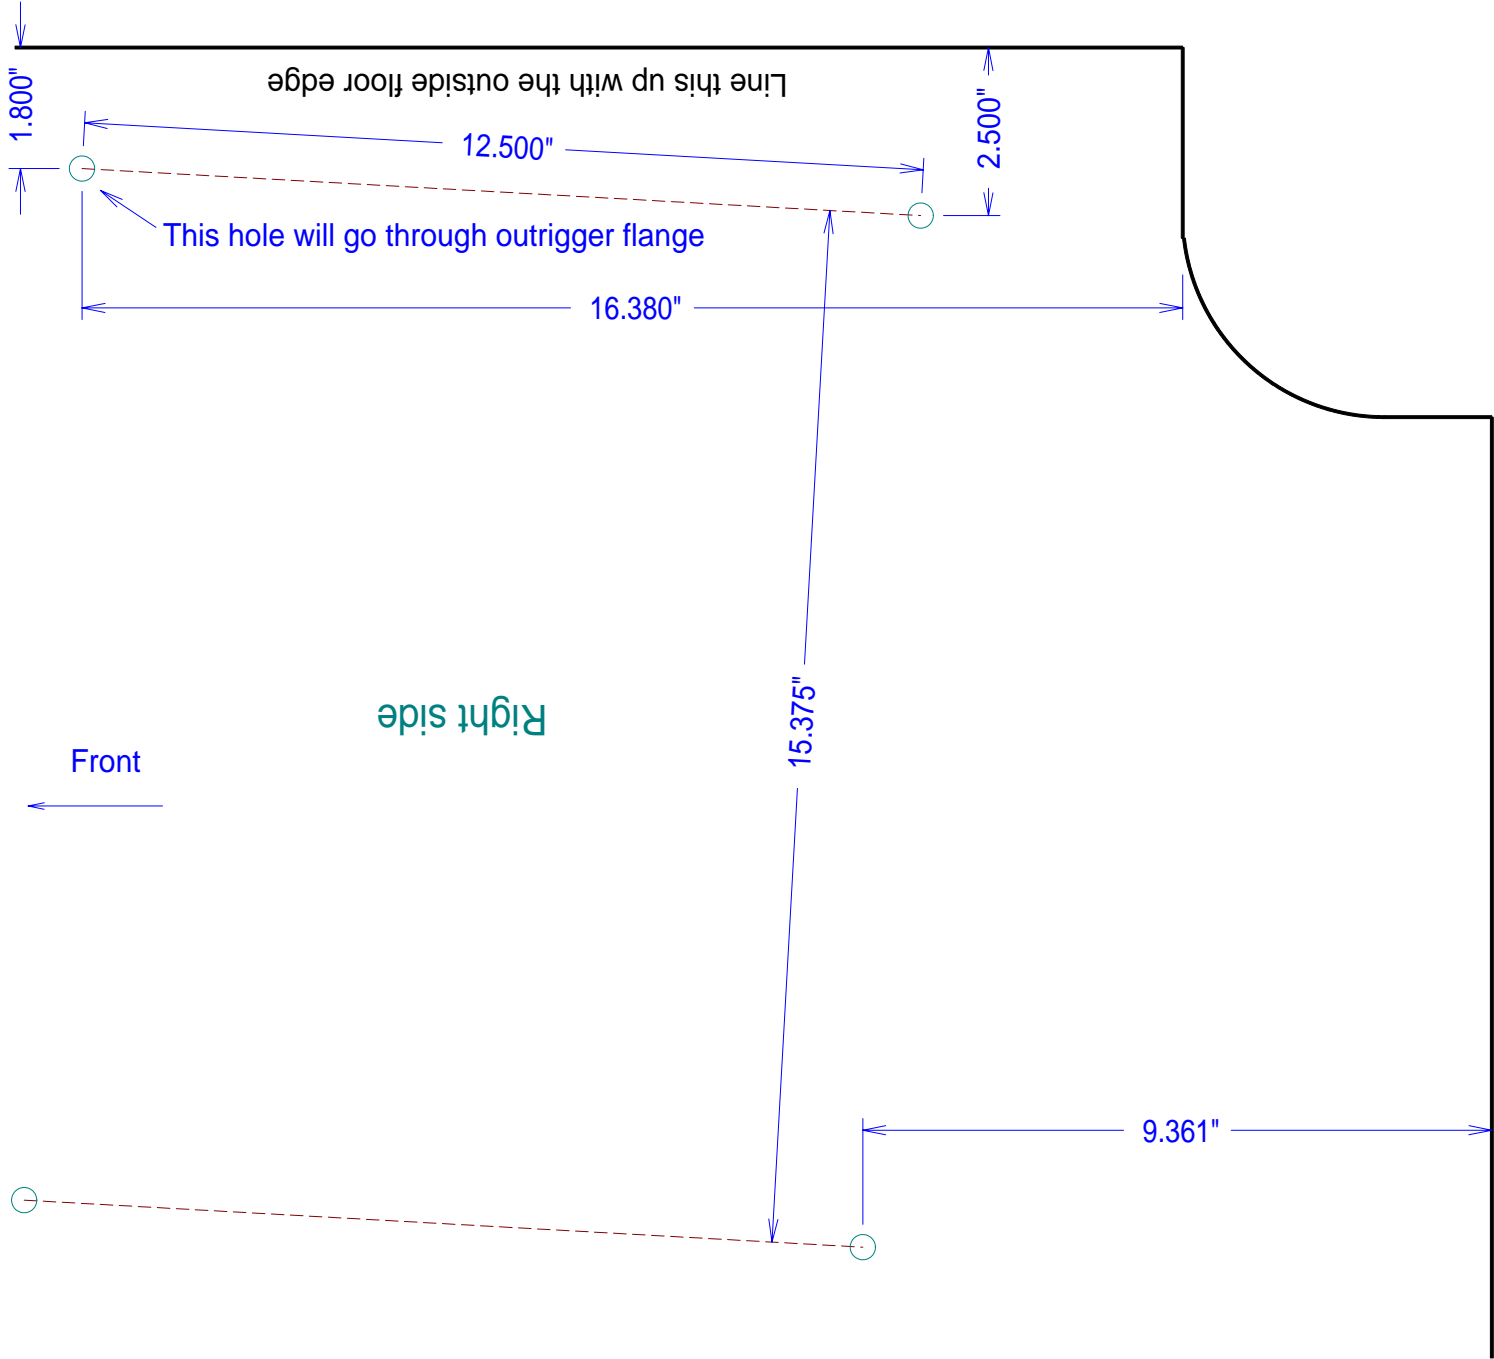 Line this up with the outside floor edge
1.800"
12.500"
2.500"
This hole will go through outrigger flange
16.380"
15.375"
Right side
Front
9.361"